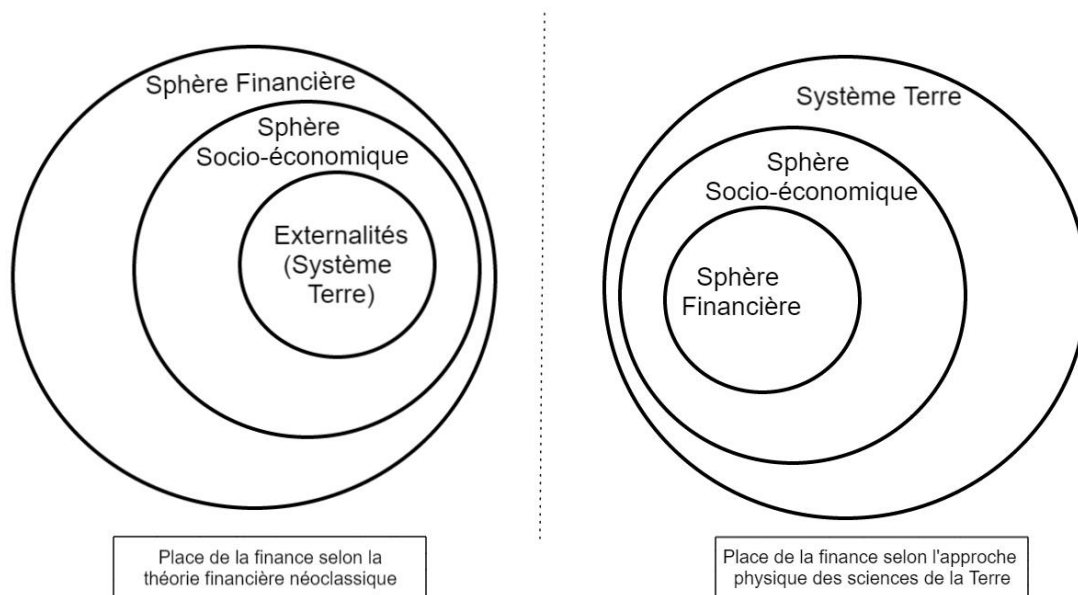 Sphère Financière
Sphère
Socio-économique
Externalités
(Système
Terre)
Place de la finance selon la
théorie financière néoclassique
Système Terre
Sphère
Socio-économique
Sphère
Financière
Place de la finance selon l'approche
physique des sciences de la Terre